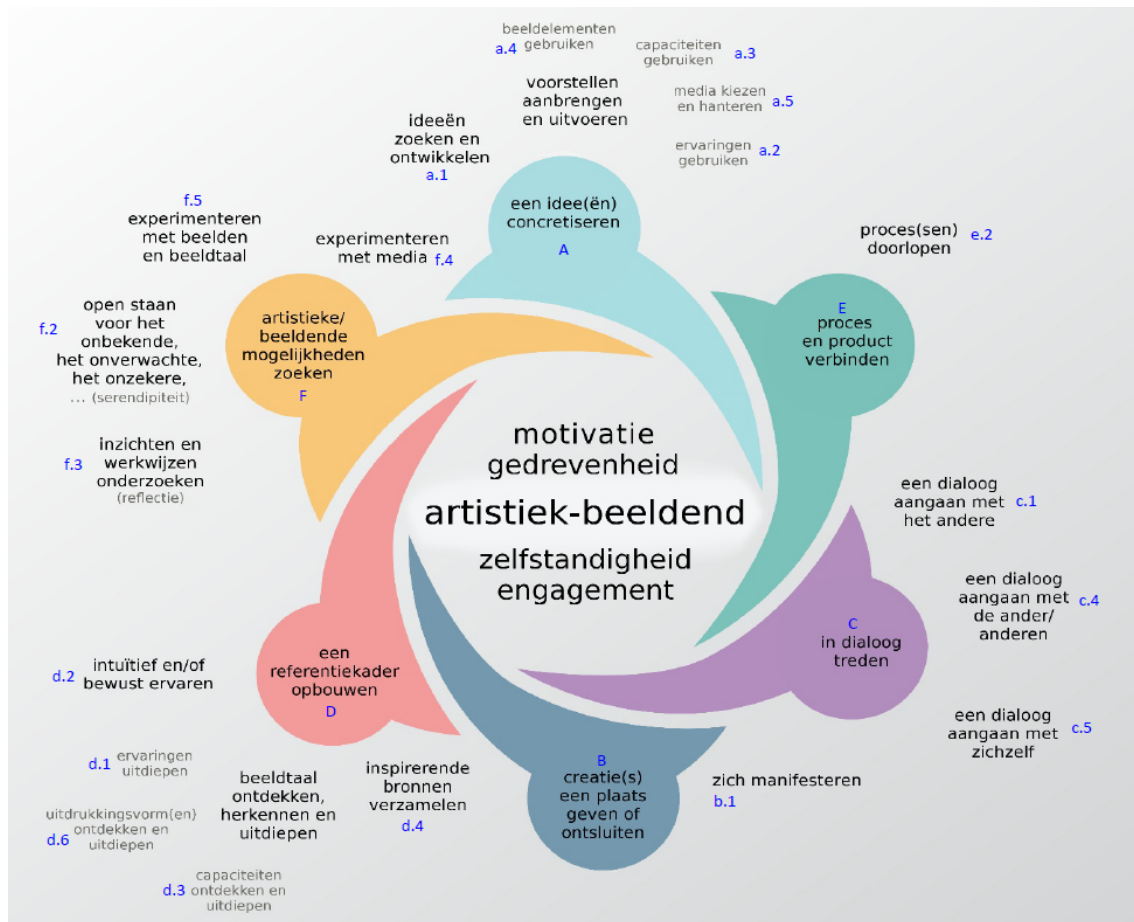 beeldelementen
gebruiken
a.4
capaciteiten
gebruiken
a.3
voorstellen
aanbrengen
en uitvoeren
media kiezen
en hanteren
a.5
ideeën
zoeken en
ontwikkelen
a.1
ervaringen
gebruiken
a.2
een idee(ën)
concretiseren
A
f.5
experimenteren
met beelden
en beeldtaal
experimenteren
met media
f.4
proces(sen)
doorlopen
e.2
open staan
voor het
onbekende,
het onverwachte,
het onzekere,
... (serendipiteit)
f.2
artistieke/
beeldende
mogelijkheden
zoeken
F
E
proces
en product
verbinden
inzichten en
werkwijzen
onderzoeken
(reflectie)
f.3
motivatie
gedrevenheid
artistiek-beeldend
zelfstandigheid
engagement
een dialoog
aangaan met
het andere
c.1
een dialoog
aangaan met
de ander/
anderen
c.4
C
in dialoog
treden
een dialoog
aangaan met
zichzelf
c.5
een
referentiekader
opbouwen
D
d.2
intuïtief en/of
bewust ervaren
d.1
ervaringen
uitdiepen
beeldtaal
ontdekken,
herkennen en
uitdiepen
inspirerende
bronnen
verzamelen
d.4
B
creatie(s)
een plaats
geven of
ontsluiten
zich manifesteren
b.1
uitdrukkingsvorm(en)
ontdekken en
uitdiepen
d.6
capaciteiten
ontdekken en
uitdiepen
d.3